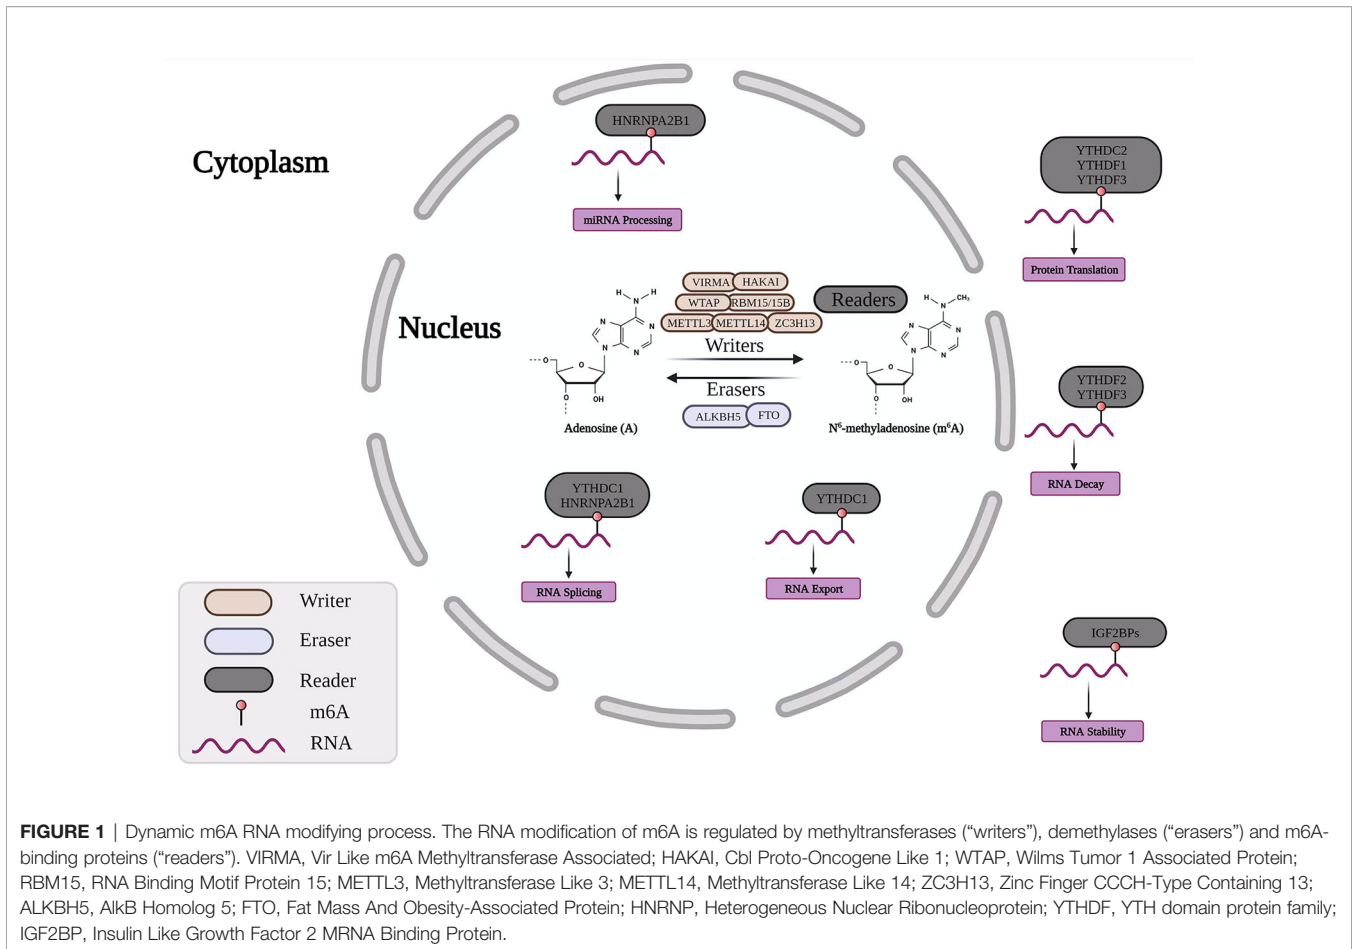 Cytoplasm
Nucleus
HNRNPA2B1
miRNA Processing
YTHDC2
YTHDF1
YTHDF3
Protein Translation
VIRMA HAKAI
WTAP RBM15/15B
METTL3 METTL14 ZC3H13
Writers
Erasers
ALKBH5 FTO
Readers
H H
N
N
N
N
N
O
O
O
OH
Adenosine (A)
H CH₃
N
N
N
N
N
O
O
O
OH
N⁶-methyladenosine (m⁶A)
YTHDF2
YTHDF3
RNA Decay
YTHDC1
HNRNPA2B1
RNA Splicing
YTHDC1
RNA Export
IGF2BPs
RNA Stability
Writer
Eraser
Reader
m6A
RNA
FIGURE 1 | Dynamic m6A RNA modifying process. The RNA modification of m6A is regulated by methyltransferases (“writers”), demethylases (“erasers”) and m6A-
binding proteins (“readers”). VIRMA, Vir Like m6A Methyltransferase Associated; HAKAI, Cbl Proto-Oncogene Like 1; WTAP, Wilms Tumor 1 Associated Protein;
RBM15, RNA Binding Motif Protein 15; METTL3, Methyltransferase Like 3; METTL14, Methyltransferase Like 14; ZC3H13, Zinc Finger CCCH-Type Containing 13;
ALKBH5, AlkB Homolog 5; FTO, Fat Mass And Obesity-Associated Protein; HNRNP, Heterogeneous Nuclear Ribonucleoprotein; YTHDF, YTH domain protein family;
IGF2BP, Insulin Like Growth Factor 2 MRNA Binding Protein.